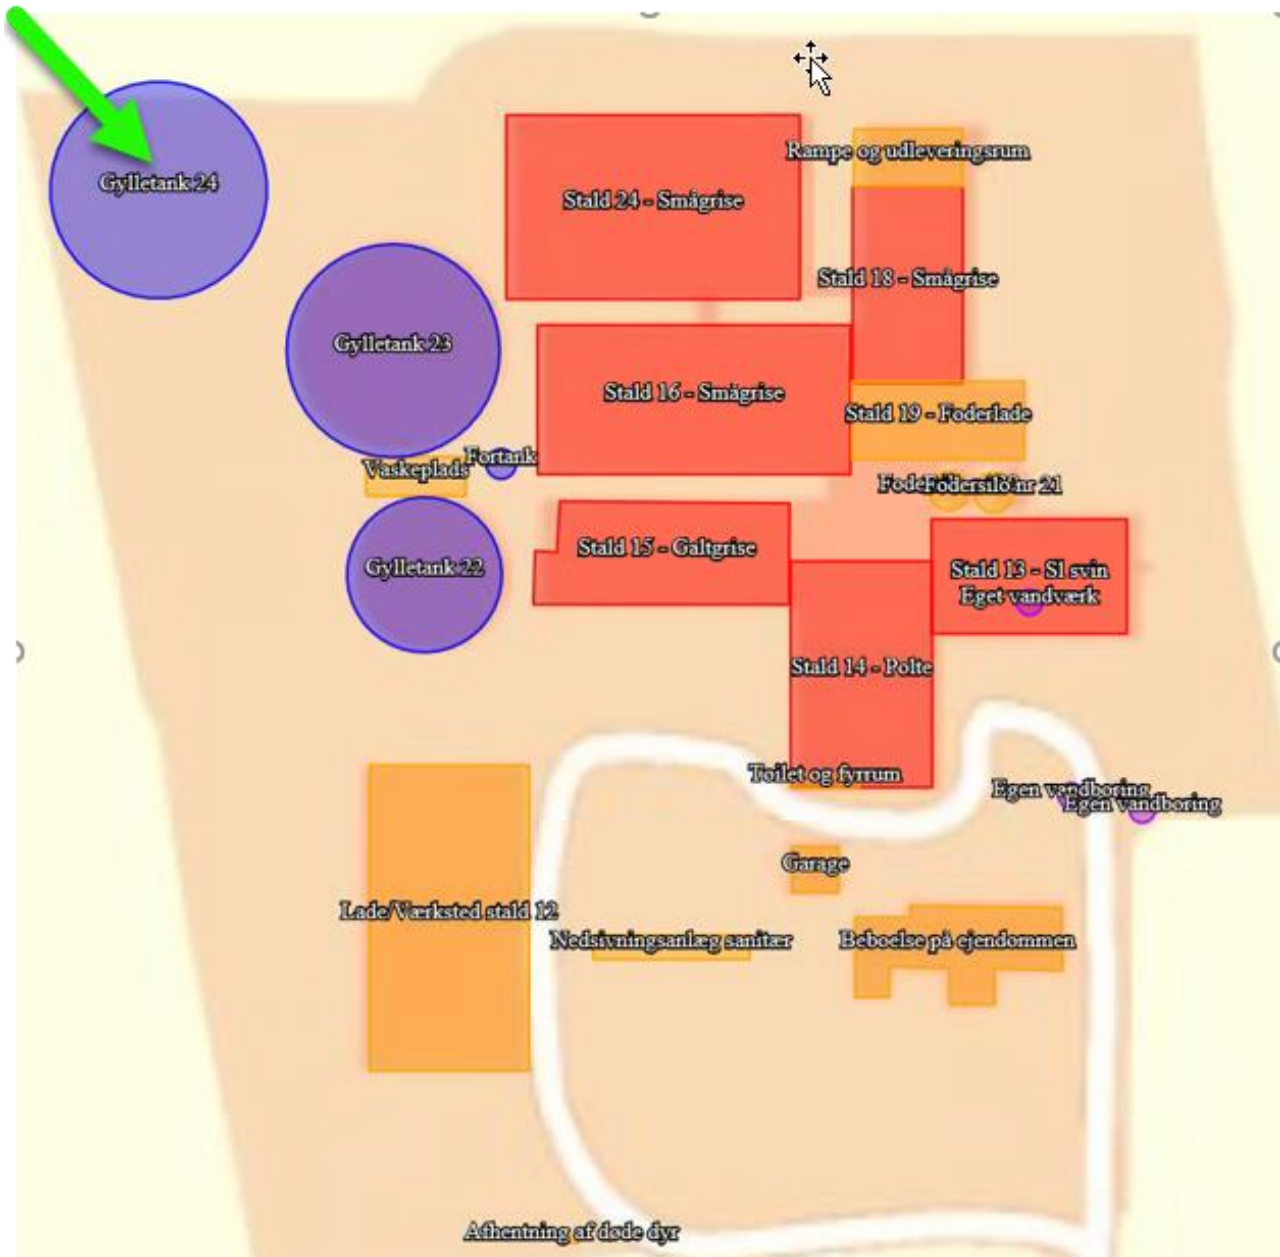 Rampe og udleveringsrum
Gylletank 24
Stald 24 - Smågrise
Stald 18 - Smågrise
Gylletank 23
Stald 16 - Smågrise
Stald 19 - Foderlade
Fortank
Vaskeplads
Fodersilo nr 21
Stald 15 - Galtgrise
Gylletank 22
Stald 13 - Sl svin
Eget vandværk
Stald 14 - Polte
Toilet og fyrrum
Egen vandboring
Egen vandboring
Garage
Lade/Værksted stald 12
Nedsivningsanlæg sanitær
Beboelse på ejendommen
Afhentning af døde dyr